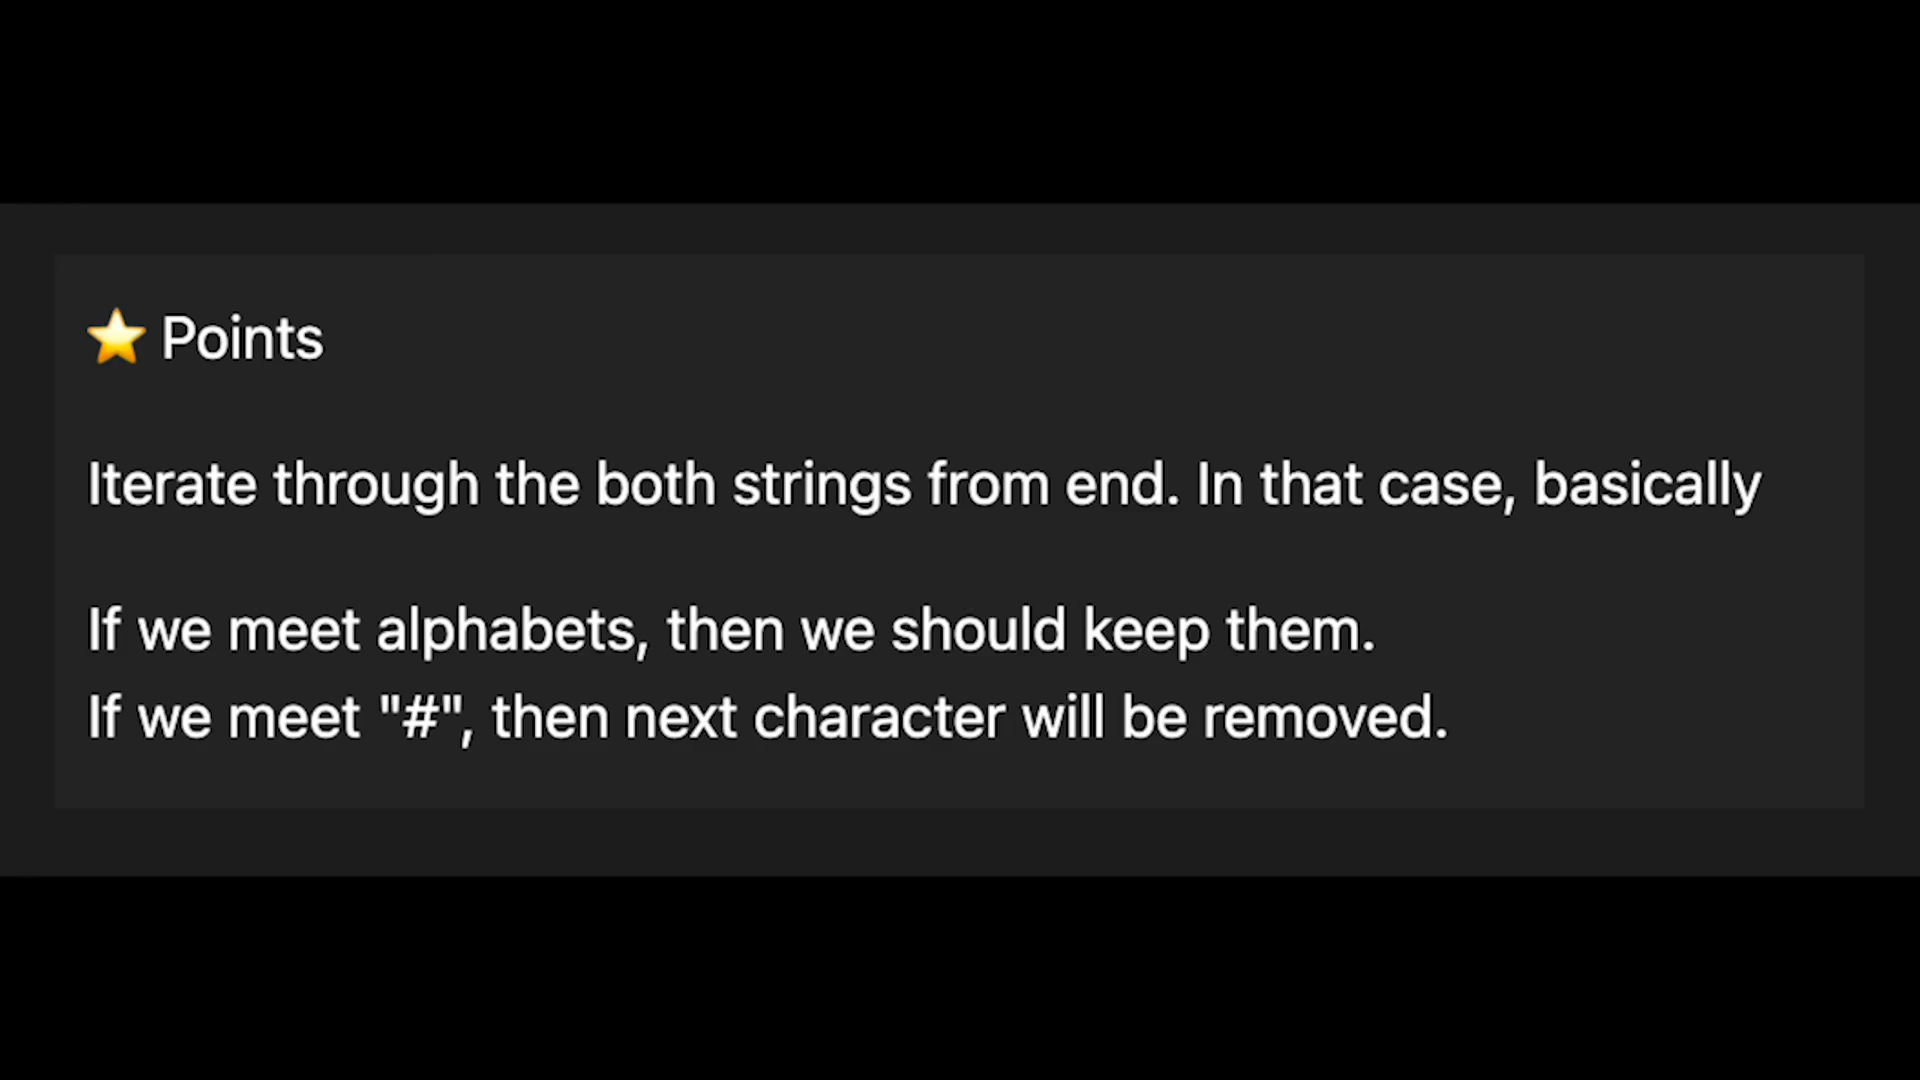 ⭐ Points
Iterate through the both strings from end. In that case, basically
If we meet alphabets, then we should keep them.
If we meet "#", then next character will be removed.